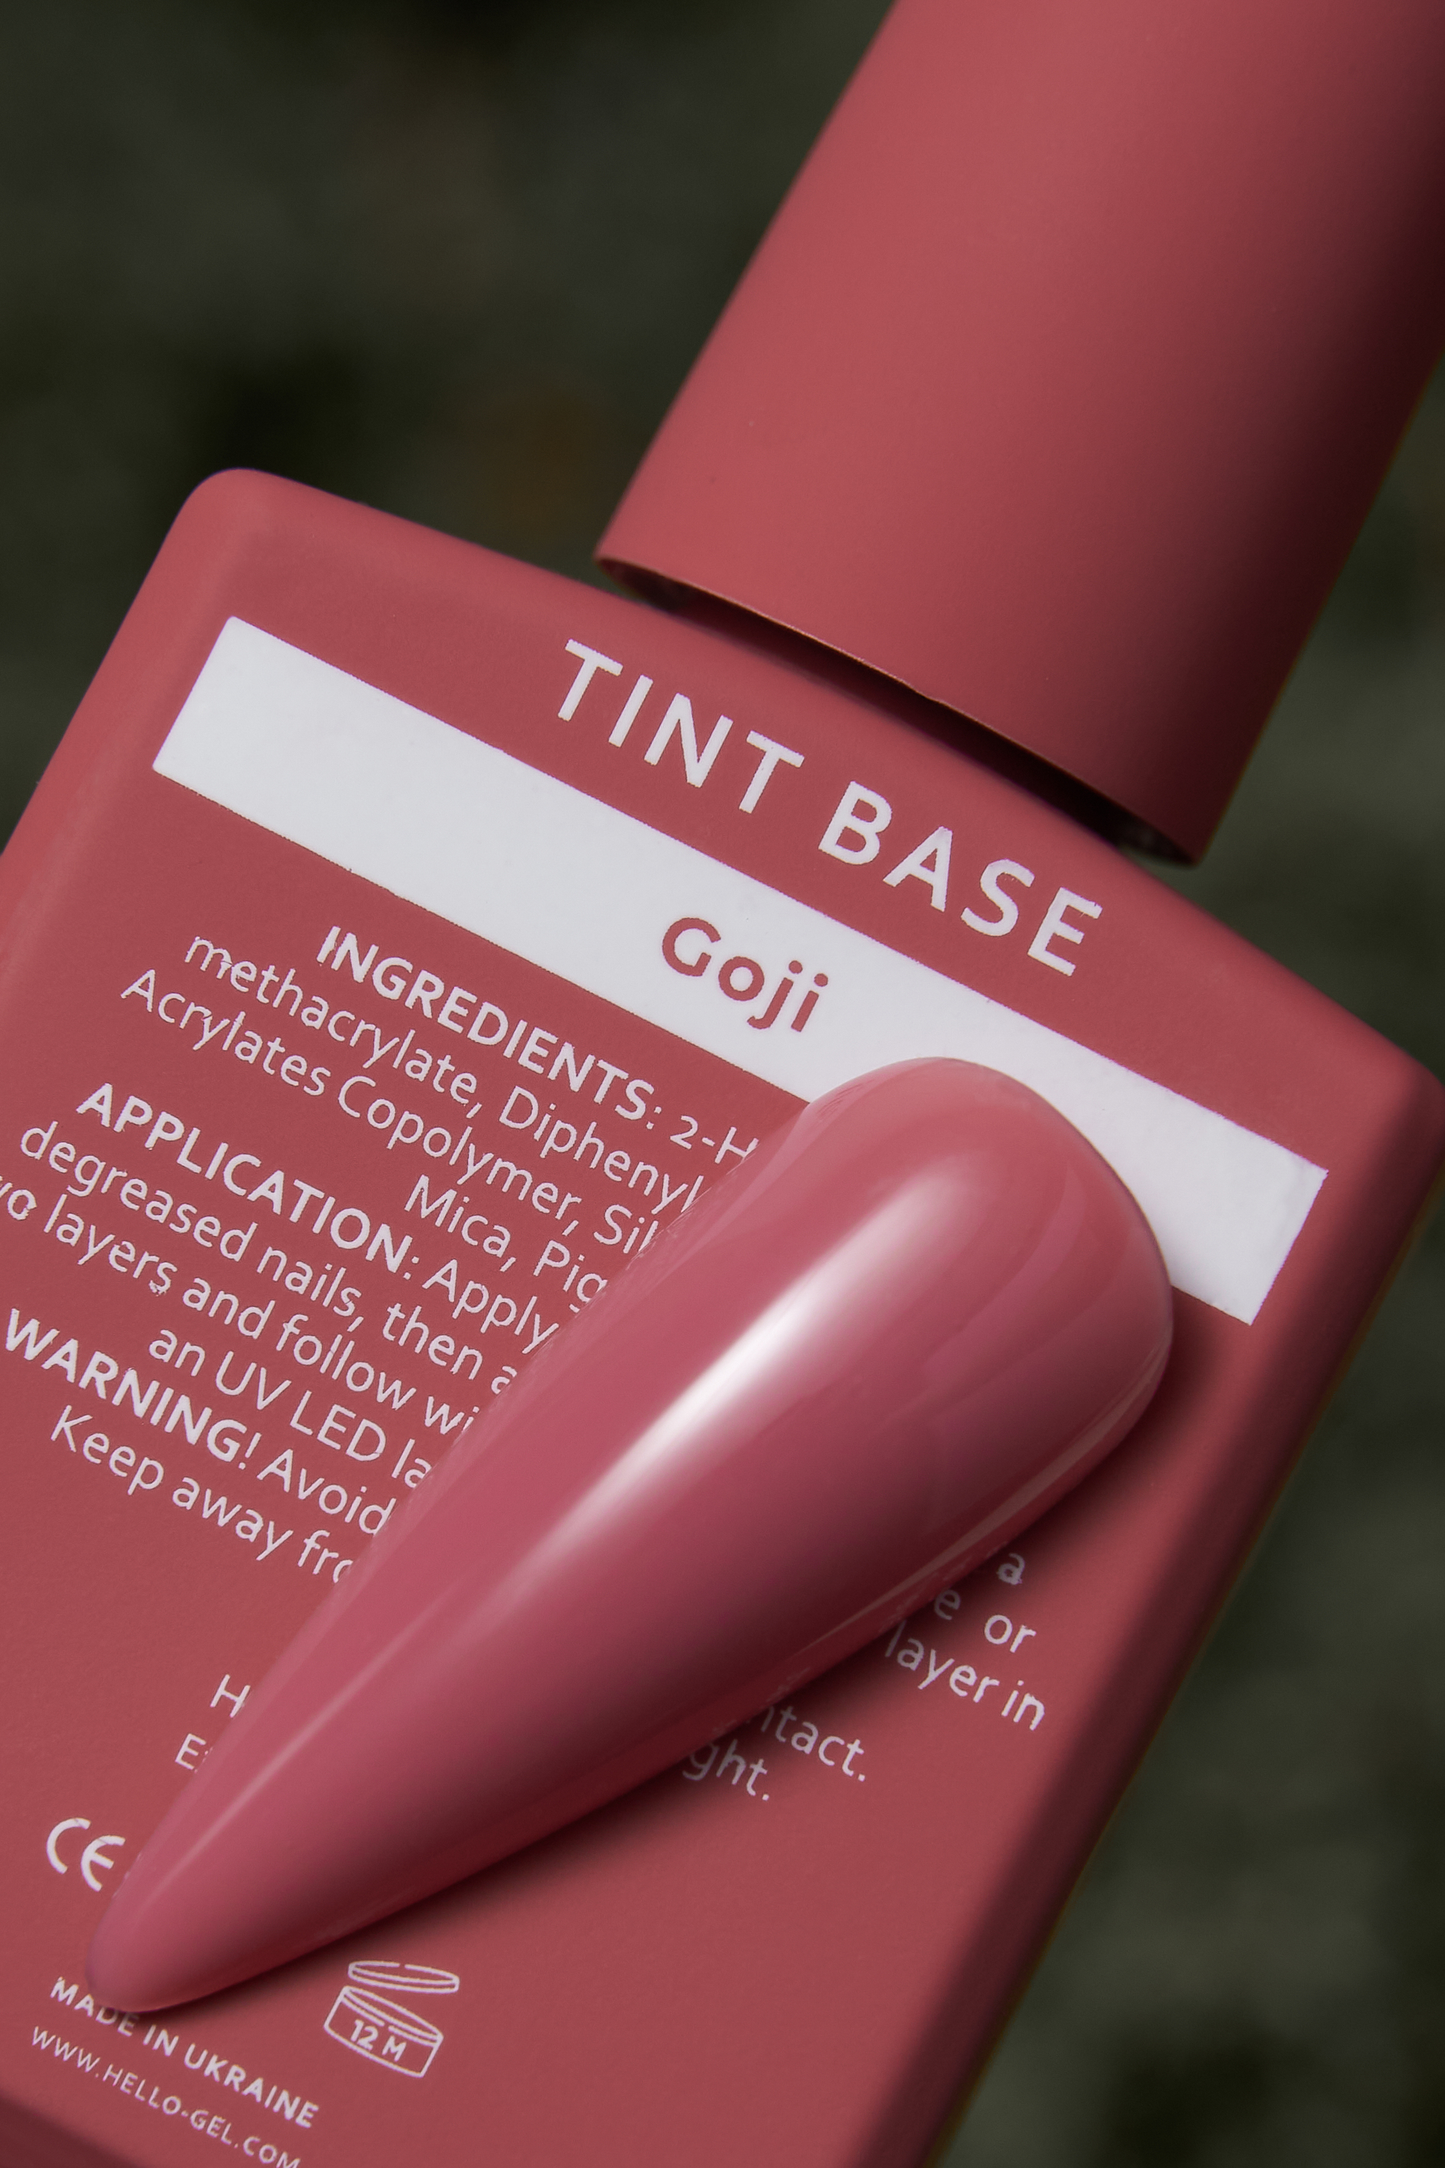 TINT BASE
Goji
INGREDIENTS: 2-H
methacrylate, Diphenyl
Acrylates Copolymer, Sil
Mica, Pig
APPLICATION: Apply a
degreased nails, then a e or
layers and follow wi layer in
an UV LED la
WARNING! Avoid ntact.
Keep away fro ght.
H
E
CE
12 M
MADE IN UKRAINE
WWW.HELLO-GEL.COM